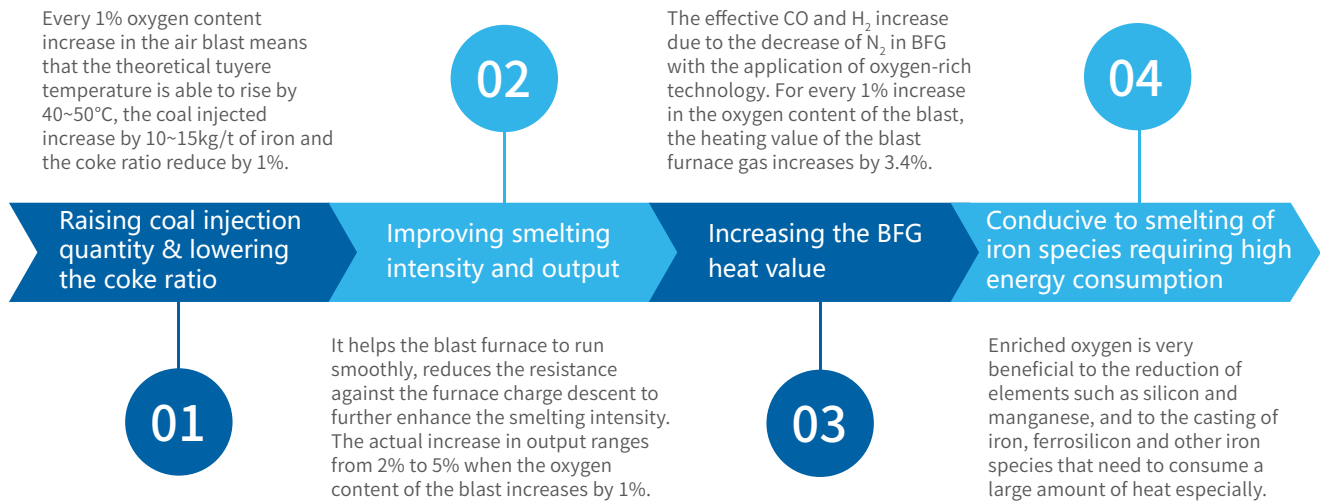 Every 1% oxygen content
increase in the air blast means
that the theoretical tuyere
temperature is able to rise by
40~50°C, the coal injected
increase by 10~15kg/t of iron and
the coke ratio reduce by 1%.
02
The effective CO and H₂ increase
due to the decrease of N₂ in BFG
with the application of oxygen-rich
technology. For every 1% increase
in the oxygen content of the blast,
the heating value of the blast
furnace gas increases by 3.4%.
04
Raising coal injection
quantity & lowering
the coke ratio
Improving smelting
intensity and output
Increasing the BFG
heat value
Conducive to smelting of
iron species requiring high
energy consumption
01
It helps the blast furnace to run
smoothly, reduces the resistance
against the furnace charge descent to
further enhance the smelting intensity.
The actual increase in output ranges
from 2% to 5% when the oxygen
content of the blast increases by 1%.
03
Enriched oxygen is very
beneficial to the reduction of
elements such as silicon and
manganese, and to the casting of
iron, ferrosilicon and other iron
species that need to consume a
large amount of heat especially.